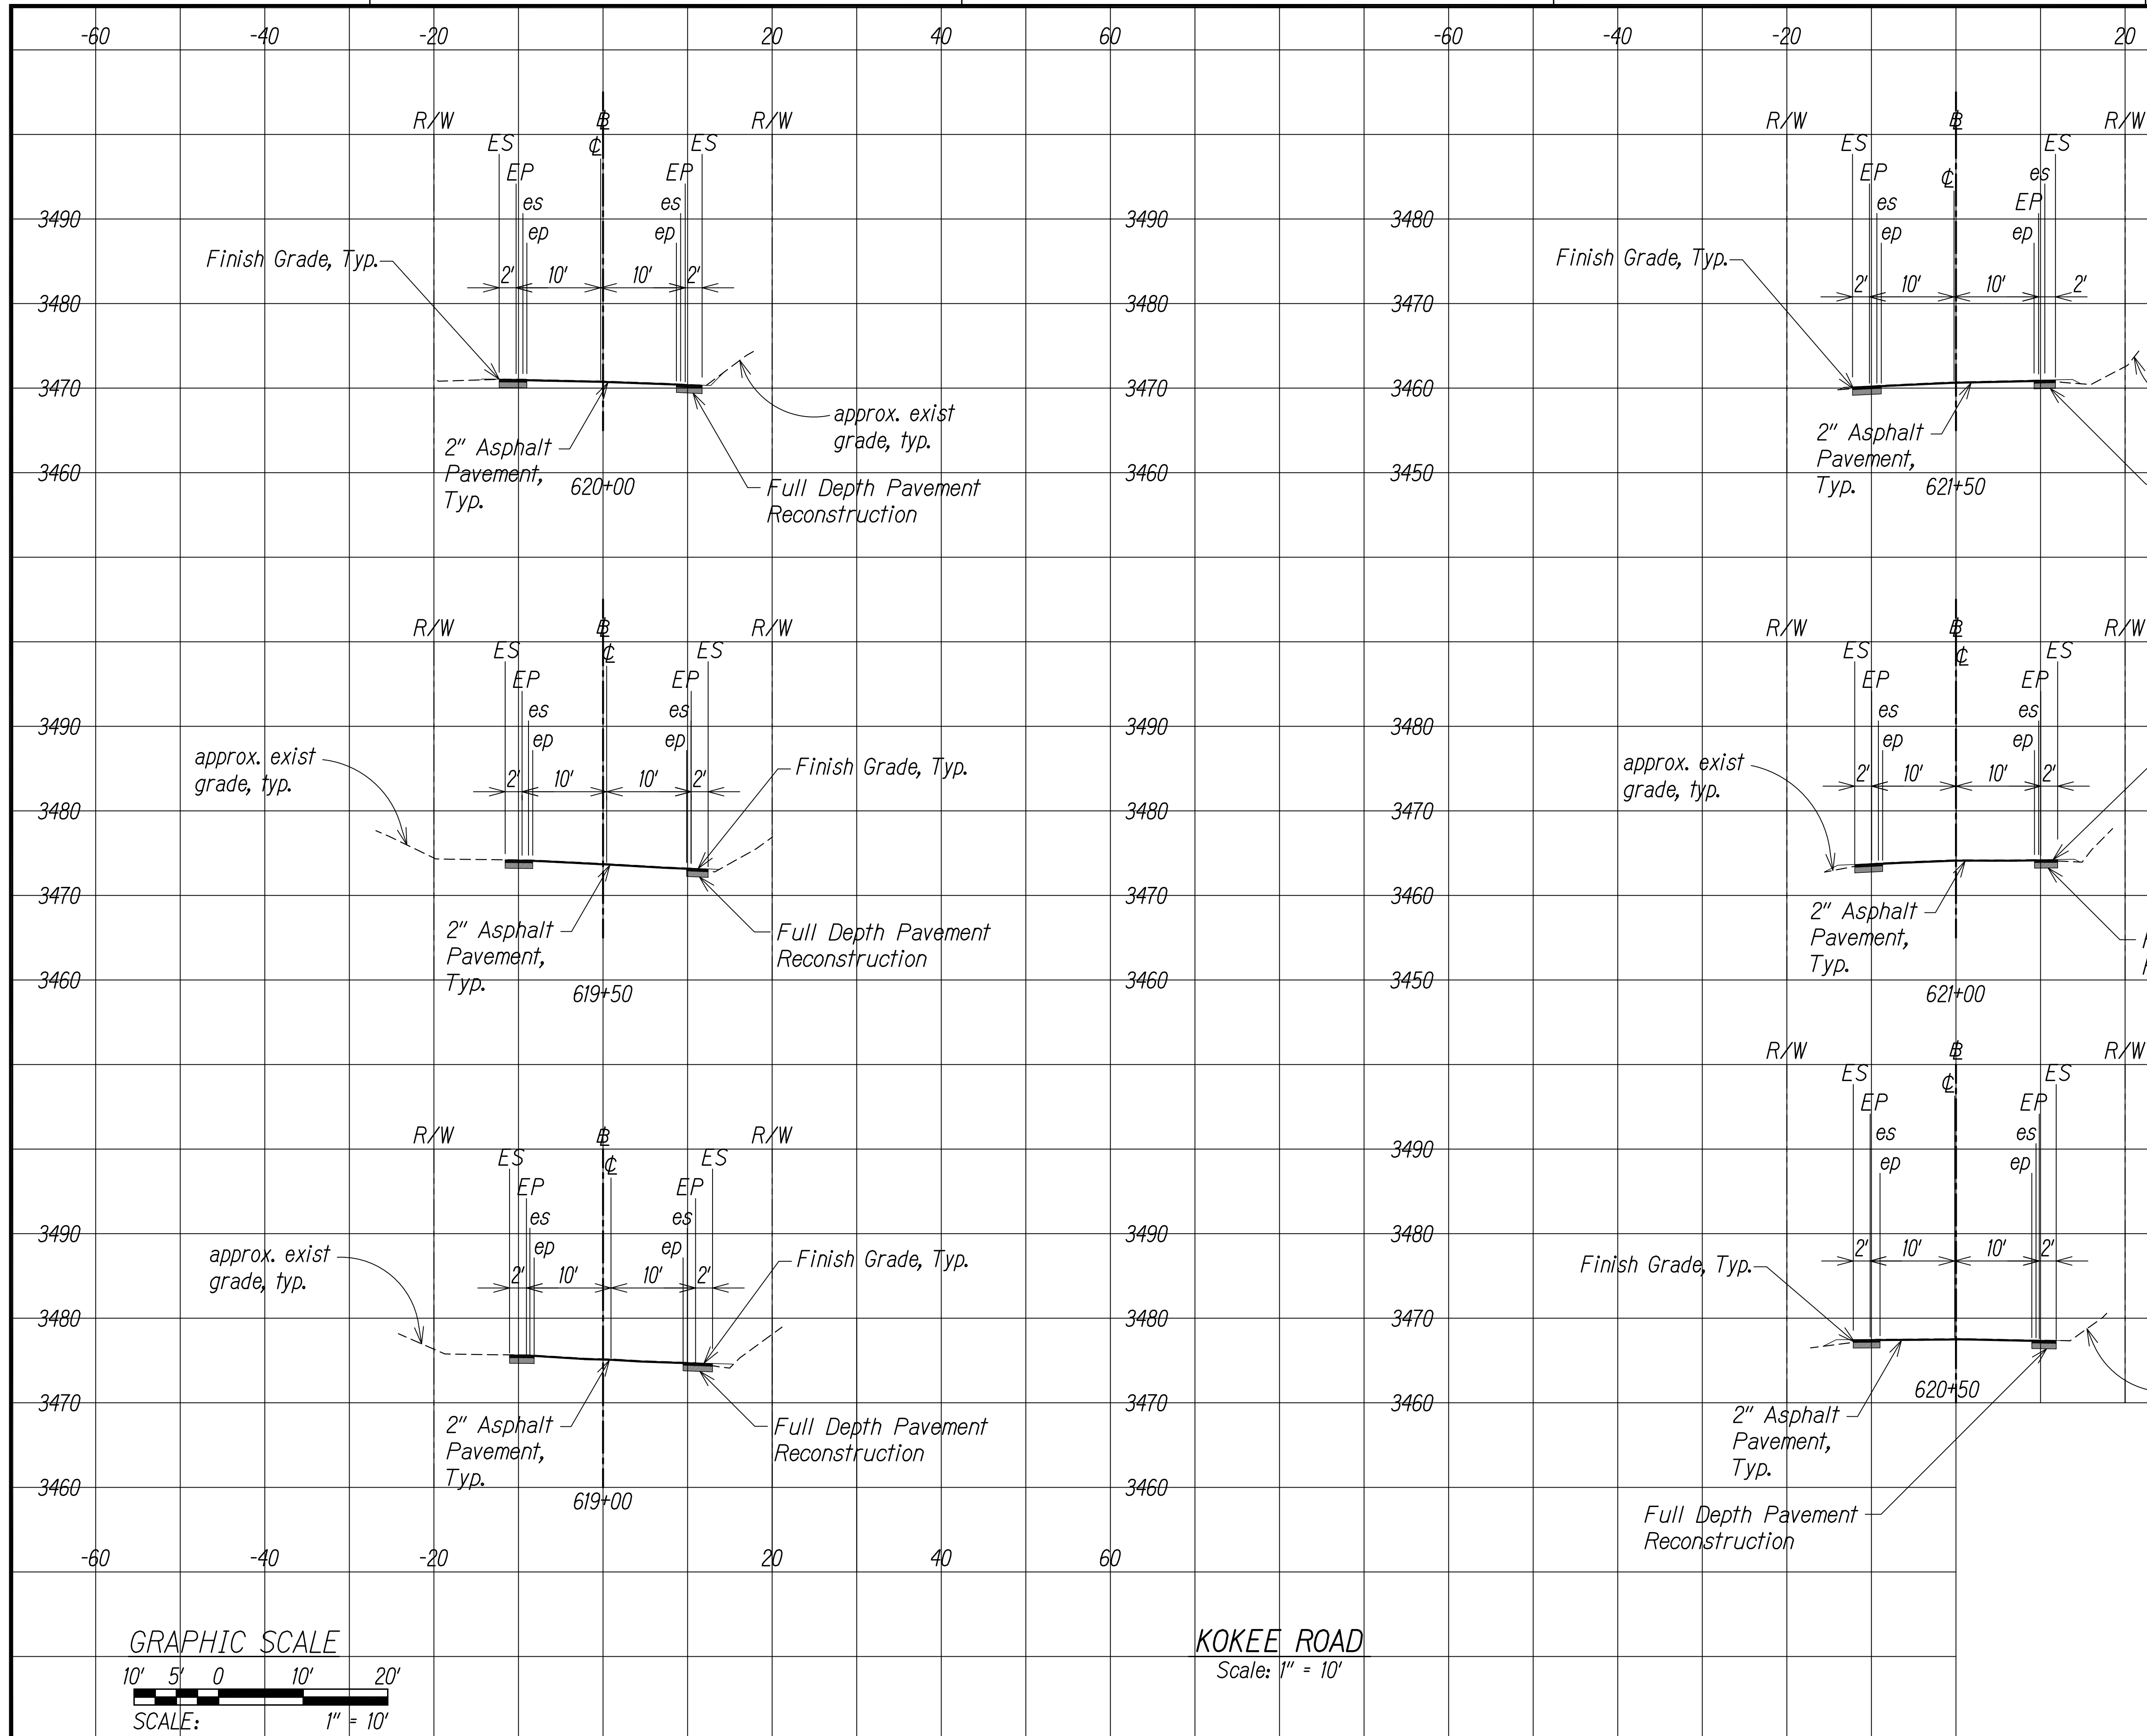 -60 -40 -20 20 40 60 -60 -40 -20 20
R/W ES EP es ep ℄ ep es EP ES R/W
BL
3490 3490
Finish Grade, Typ.
2' 10' 10' 2'
3480 3480
3470 3470
approx. exist
grade, typ.
2" Asphalt
Pavement,
Typ.
3460 3460
620+00
Full Depth Pavement
Reconstruction
R/W ES EP es ep ℄ ep EP es ES R/W
BL
3480
Finish Grade, Typ.
2' 10' 10' 2'
3470
3460
2" Asphalt
Pavement,
Typ.
3450
621+50
R/W ES EP es ep ℄ ep es EP ES R/W
BL
3490 3490
approx. exist
grade, typ.
2' 10' 10' 2'
Finish Grade, Typ.
3480 3480
3470 3470
2" Asphalt
Pavement,
Typ.
Full Depth Pavement
Reconstruction
3460 3460
619+50
R/W ES EP es ep ℄ ep es EP ES R/W
BL
3480
approx. exist
grade, typ.
2' 10' 10' 2'
3470
3460
2" Asphalt
Pavement,
Typ.
3450
621+00
R/W ES EP es ep ℄ ep es EP ES R/W
BL
3490 3490
approx. exist
grade, typ.
2' 10' 10' 2'
Finish Grade, Typ.
3480 3480
3470 3470
2" Asphalt
Pavement,
Typ.
Full Depth Pavement
Reconstruction
3460 3460
619+00
R/W ES EP es ep ℄ ep es EP ES R/W
BL
3490
3480
2' 10' 10' 2'
Finish Grade, Typ.
3470
3460
620+50
2" Asphalt
Pavement,
Typ.
Full Depth Pavement
Reconstruction
-60 -40 -20 20 40 60
GRAPHIC SCALE
10' 5' 0 10' 20'
SCALE: 1" = 10'
KOKEE ROAD
Scale: 1" = 10'